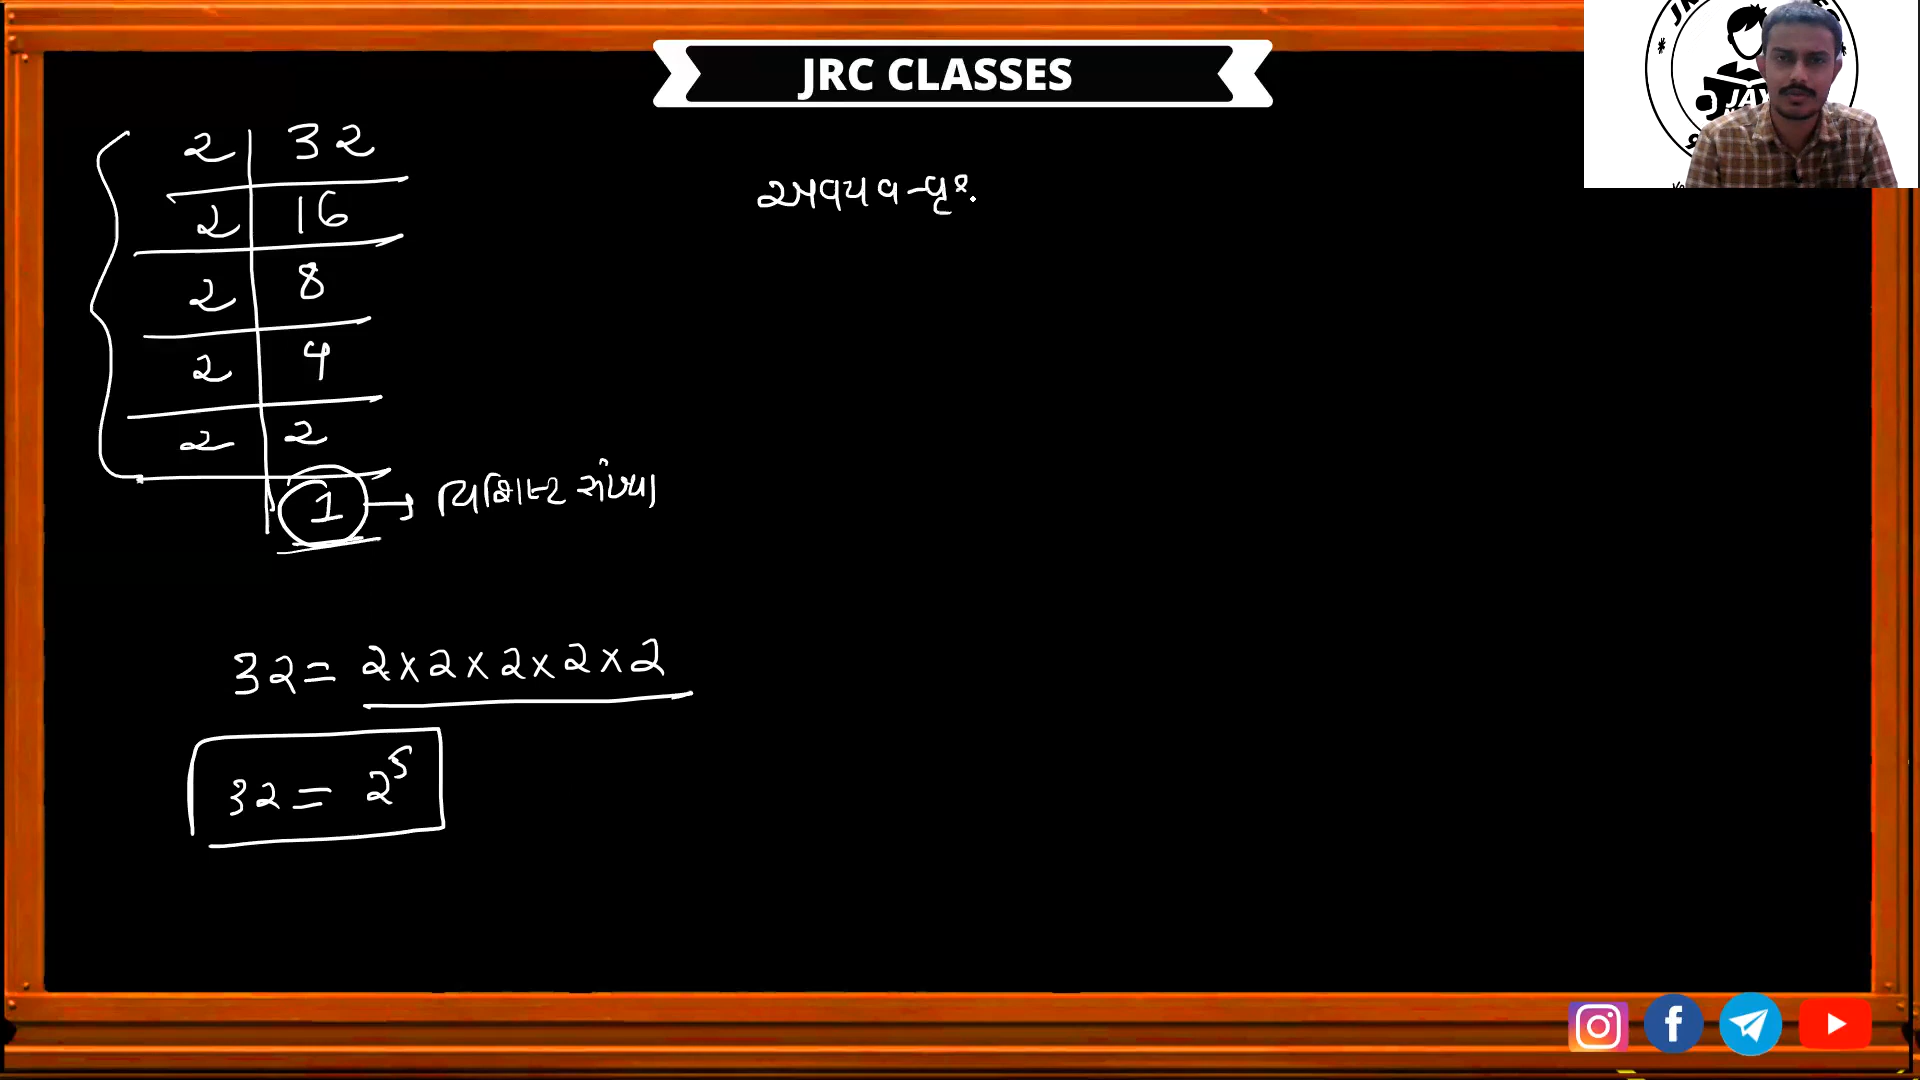 JRC CLASSES
2 | 32
2 | 16
2 | 8
2 | 4
2 | 2
1 → વિશિષ્ટ સંખ્યા
32 = 2 × 2 × 2 × 2 × 2
32 = 2⁵
અવયવ-વૃક્ષ.